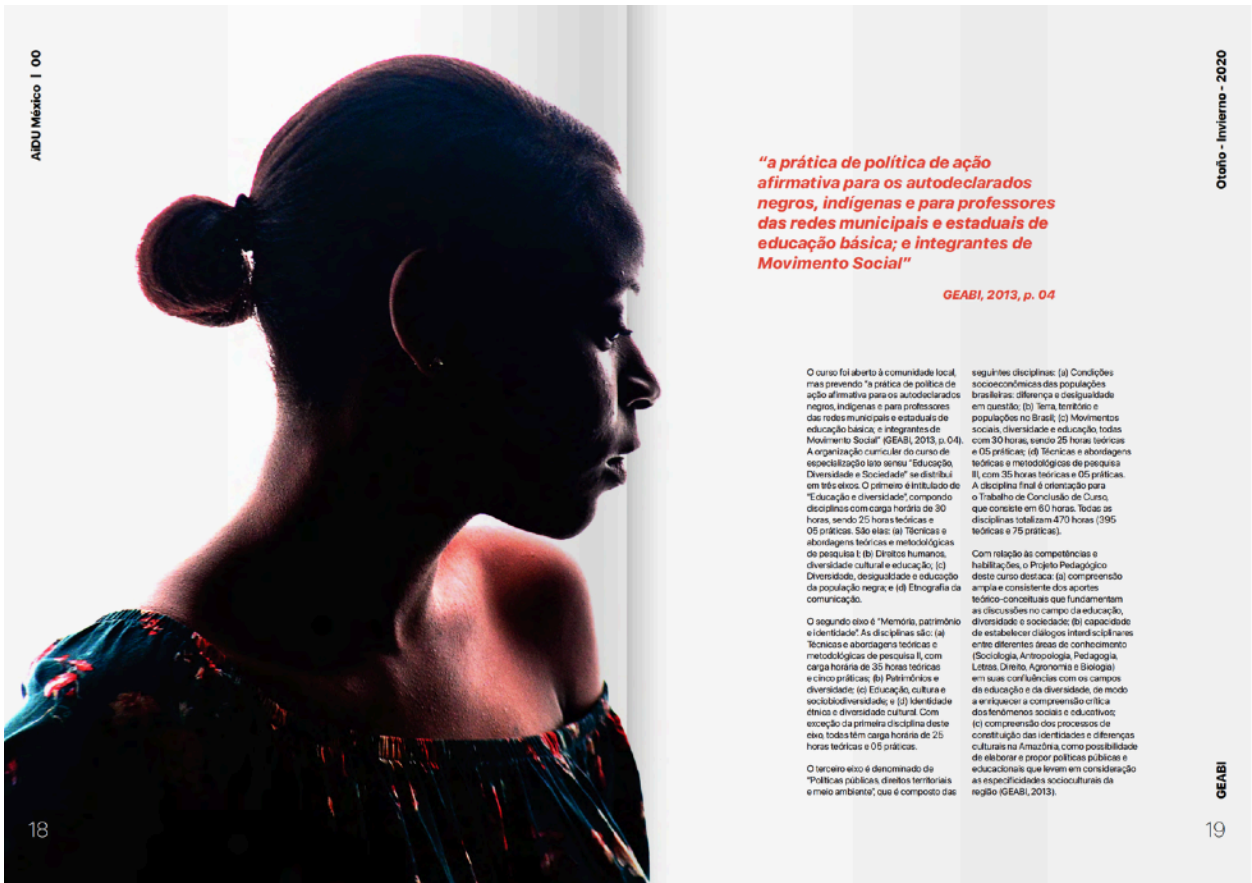 AiDU México | 00
18
Otoño - Invierno - 2020
“a prática de política de ação
afirmativa para os autodeclarados
negros, indígenas e para professores
das redes municipais e estaduais de
educação básica; e integrantes de
Movimento Social”
GEABI, 2013, p. 04
O curso foi aberto à comunidade local,
mas prevendo “a prática de política de
ação afirmativa para os autodeclarados
negros, indígenas e para professores
das redes municipais e estaduais de
educação básica; e integrantes de
Movimento Social” (GEABI, 2013, p. 04).
A organização curricular do curso de
especialização lato sensu “Educação,
Diversidade e Sociedade” se distribui
em três eixos. O primeiro é intitulado de
“Educação e diversidade”, compondo
disciplinas com carga horária de 30
horas, sendo 25 horas teóricas e
05 práticas. São elas: (a) Técnicas e
abordagens teóricas e metodológicas
de pesquisa I; (b) Direitos humanos,
diversidade cultural e educação; (c)
Diversidade, desigualdade e educação
da população negra; e (d) Etnografia da
comunicação.
O segundo eixo é “Memória, patrimônio
e identidade”. As disciplinas são: (a)
Técnicas e abordagens teóricas e
metodológicas de pesquisa II, com
carga horária de 35 horas teóricas
e cinco práticas; (b) Patrimônios e
diversidade; (c) Educação, cultura e
sociobiodiversidade; e (d) Identidade
étnica e diversidade cultural. Com
exceção da primeira disciplina deste
eixo, todas têm carga horária de 25
horas teóricas e 05 práticas.
O terceiro eixo é denominado de
“Políticas públicas, direitos territoriais
e meio ambiente”, que é composto das
seguintes disciplinas: (a) Condições
socioeconômicas das populações
brasileiras: diferença e desigualdade
em questão; (b) Terra, território e
populações no Brasil; (c) Movimentos
sociais, diversidade e educação, todas
com 30 horas, sendo 25 horas teóricas
e 05 práticas; (d) Técnicas e abordagens
teóricas e metodológicas de pesquisa
III, com 35 horas teóricas e 05 práticas.
A disciplina final é orientação para
o Trabalho de Conclusão de Curso,
que consiste em 60 horas. Todas as
disciplinas totalizam 470 horas (395
teóricas e 75 práticas).
Com relação às competências e
habilitações, o Projeto Pedagógico
deste curso destaca: (a) compreensão
ampla e consistente dos aportes
teórico-conceituais que fundamentam
as discussões no campo da educação,
diversidade e sociedade; (b) capacidade
de estabelecer diálogos interdisciplinares
entre diferentes áreas de conhecimento
(Sociologia, Antropologia, Pedagogia,
Letras, Direito, Agronomia e Biologia)
em suas confluências com os campos
da educação e da diversidade, de modo
a enriquecer a compreensão crítica
dos fenômenos sociais e educativos;
(c) compreensão dos processos de
constituição das identidades e diferenças
culturais na Amazônia, como possibilidade
de elaborar e propor políticas públicas e
educacionais que levem em consideração
as especificidades socioculturais da
região (GEABI, 2013).
GEABI
19